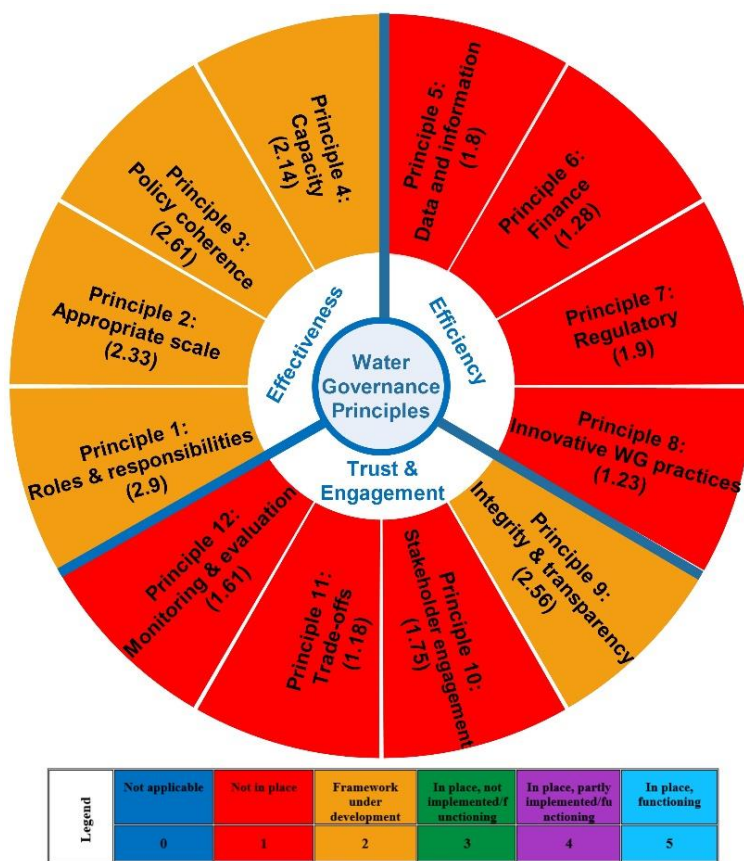 Principle 1:
Roles & responsibilities
(2.9)
Principle 2:
Appropriate scale
(2.33)
Principle 3:
Policy coherence
(2.61)
Principle 4:
Capacity
(2.14)
Principle 5:
Data and information
(1.8)
Principle 6:
Finance
(1.28)
Principle 7:
Regulatory
(1.9)
Principle 8:
Innovative WG practices
(1.23)
Principle 9:
Integrity & transparency
(2.56)
Principle 10:
Stakeholder engagement
(1.75)
Principle 11:
Trade-offs
(1.18)
Principle 12:
Monitoring & evaluation
(1.61)
Effectiveness
Efficiency
Trust &
Engagement
Water
Governance
Principles
Legend
Not applicable
Not in place
Framework
under
development
In place, not
implemented/f
unctioning
In place, partly
implemented/fu
nctioning
In place,
functioning
0
1
2
3
4
5